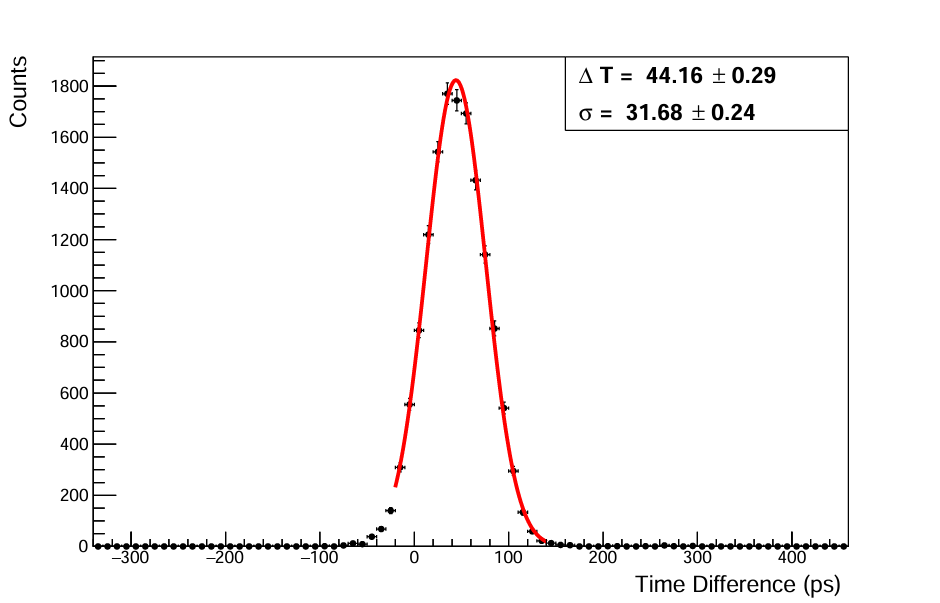 Counts
Δ T = 44.16 ± 0.29
σ = 31.68 ± 0.24
1800
1600
1400
1200
1000
800
600
400
200
0
−300 −200 −100 0 100 200 300 400
Time Difference (ps)